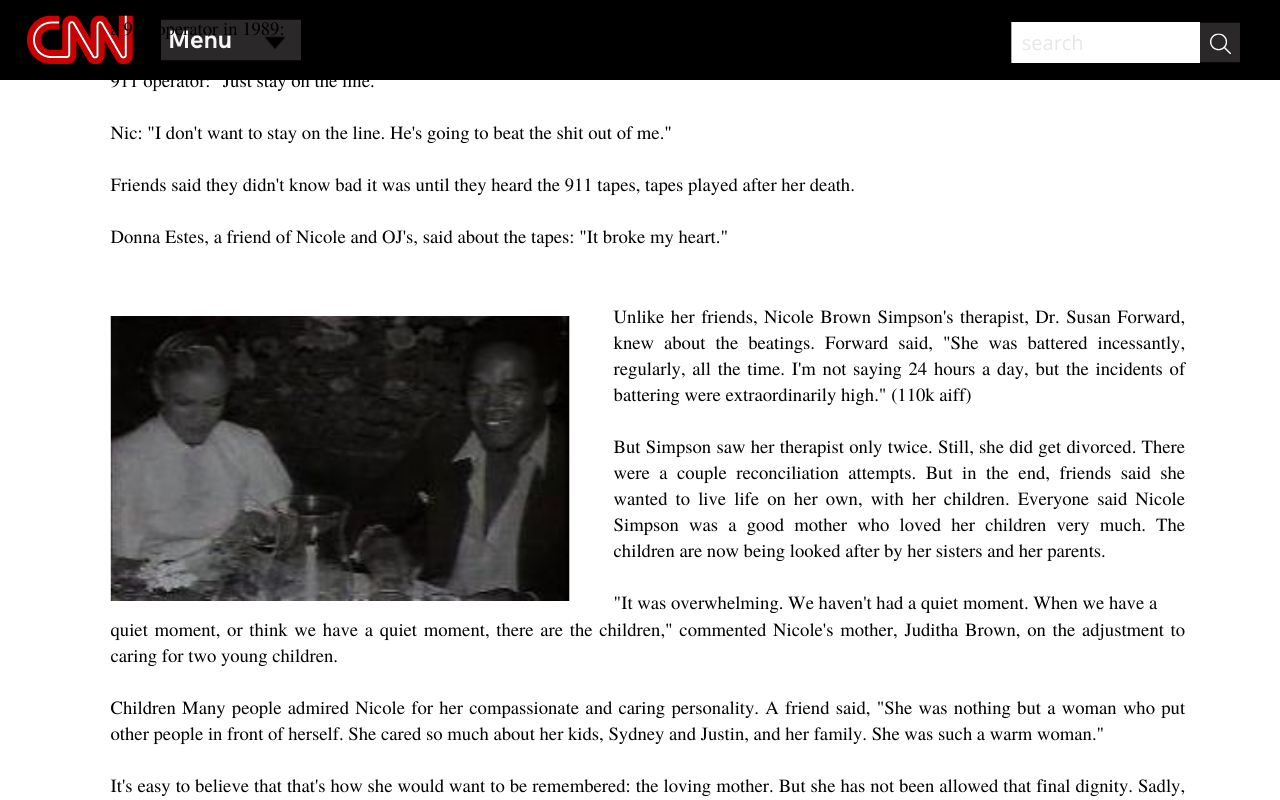 CNN
a 9 operator in 1989:
Menu
search
911 operator: "Just stay on the line."
Nic: "I don't want to stay on the line. He's going to beat the shit out of me."
Friends said they didn't know bad it was until they heard the 911 tapes, tapes played after her death.
Donna Estes, a friend of Nicole and OJ's, said about the tapes: "It broke my heart."
Unlike her friends, Nicole Brown Simpson's therapist, Dr. Susan Forward,
knew about the beatings. Forward said, "She was battered incessantly,
regularly, all the time. I'm not saying 24 hours a day, but the incidents of
battering were extraordinarily high." (110k aiff)
But Simpson saw her therapist only twice. Still, she did get divorced. There
were a couple reconciliation attempts. But in the end, friends said she
wanted to live life on her own, with her children. Everyone said Nicole
Simpson was a good mother who loved her children very much. The
children are now being looked after by her sisters and her parents.
"It was overwhelming. We haven't had a quiet moment. When we have a
quiet moment, or think we have a quiet moment, there are the children," commented Nicole's mother, Juditha Brown, on the adjustment to
caring for two young children.
Children Many people admired Nicole for her compassionate and caring personality. A friend said, "She was nothing but a woman who put
other people in front of herself. She cared so much about her kids, Sydney and Justin, and her family. She was such a warm woman."
It's easy to believe that that's how she would want to be remembered: the loving mother. But she has not been allowed that final dignity. Sadly,